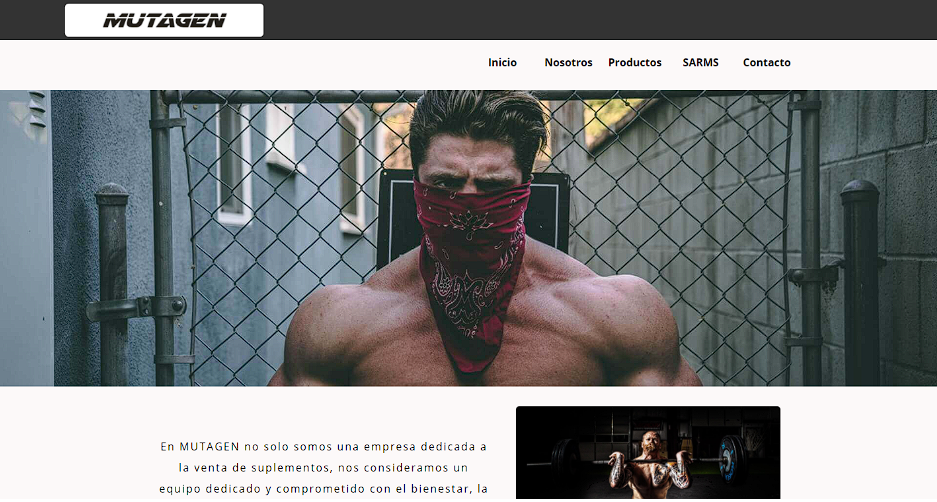 MUTAGEN
Inicio Nosotros Productos SARMS Contacto
En MUTAGEN no solo somos una empresa dedicada a
la venta de suplementos, nos consideramos un
equipo dedicado y comprometido con el bienestar, la